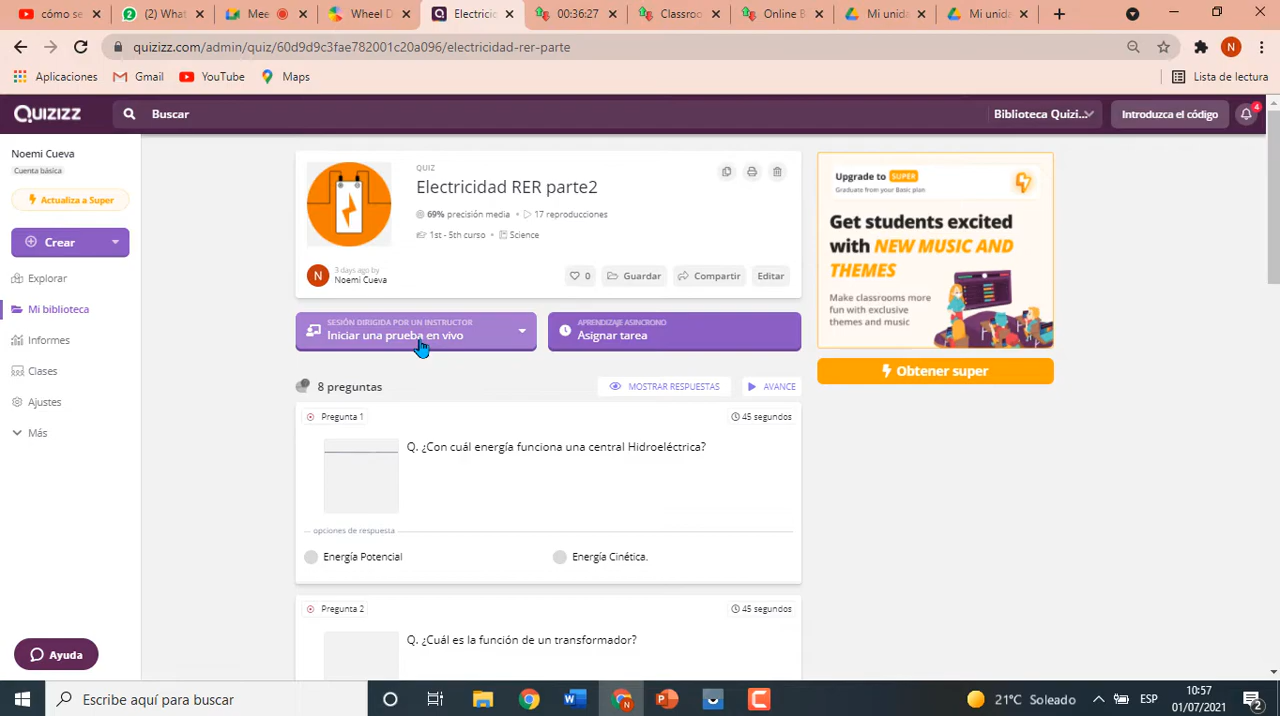 (2) What
Mee
Wheel D
Electricid
00:36:27
Classroo
Online B
Mi unida
Mi unida
quizizz.com/admin/quiz/60d9d9c3fae782001c20a096/electricidad-rer-parte
N
Aplicaciones
Gmail
YouTube
Maps
Lista de lectura
QUIZIZZ
Buscar
Biblioteca Quizi...
Introduzca el código
4
Noemí Cueva
Cuenta básica
Actualiza a Super
Crear
Explorar
Mi biblioteca
Informes
Clases
Ajustes
Más
Ayuda
QUIZ
Electricidad RER parte2
69% precisión media • 17 reproducciones
1st - 5th curso • Science
N
3 days ago by
Noemí Cueva
0
Guardar
Compartir
Editar
SESIÓN DIRIGIDA POR UN INSTRUCTOR
Iniciar una prueba en vivo
APRENDIZAJE ASINCRONO
Asignar tarea
8 preguntas
MOSTRAR RESPUESTAS
AVANCE
Pregunta 1
45 segundos
Q. ¿Con cuál energía funciona una central Hidroeléctrica?
opciones de respuesta
Energía Potencial
Energía Cinética.
Pregunta 2
45 segundos
Q. ¿Cuál es la función de un transformador?
Upgrade to SUPER
Graduate from your Basic plan
Get students excited
with NEW MUSIC AND
THEMES
Make classrooms more
fun with exclusive
themes and music
Obtener super
Escribe aquí para buscar
21°C Soleado
ESP
10:57
01/07/2021
2